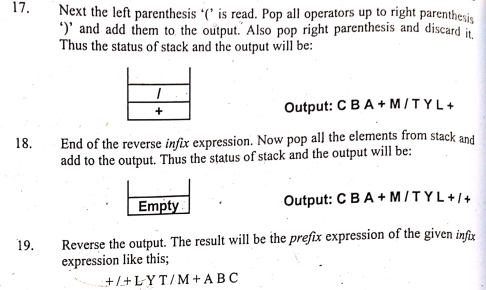 17. Next the left parenthesis ‘(’ is read. Pop all operators up to right parenthesis
‘)’ and add them to the output. Also pop right parenthesis and discard it.
Thus the status of stack and the output will be:
/
+
Output: C B A + M / T Y L +
18. End of the reverse infix expression. Now pop all the elements from stack and
add to the output. Thus the status of stack and the output will be:
Empty
Output: C B A + M / T Y L + / +
19. Reverse the output. The result will be the prefix expression of the given infix
expression like this;
+ / + L Y T / M + A B C